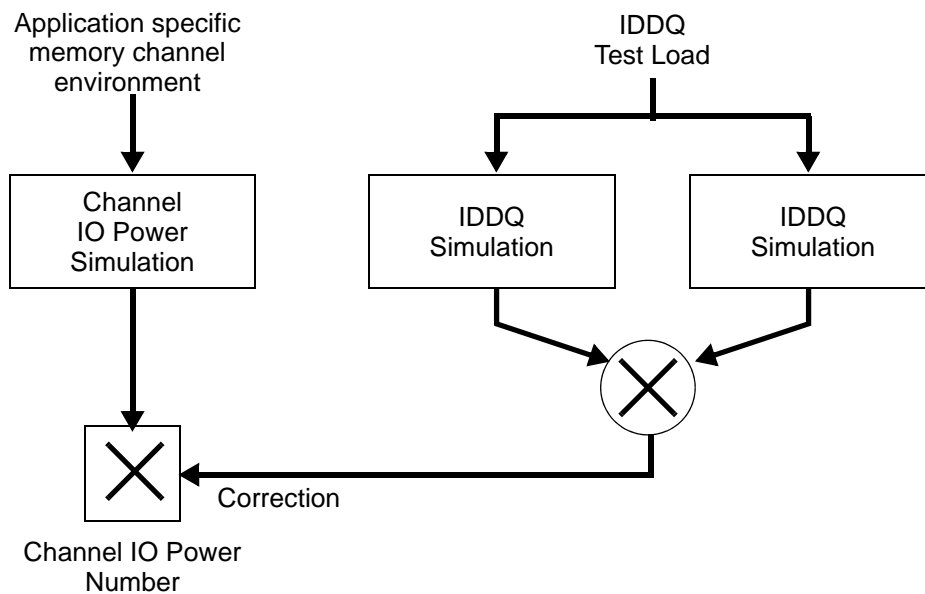 Application specific
memory channel
environment
IDDQ
Test Load
Channel
IO Power
Simulation
IDDQ
Simulation
IDDQ
Simulation
Correction
Channel IO Power
Number